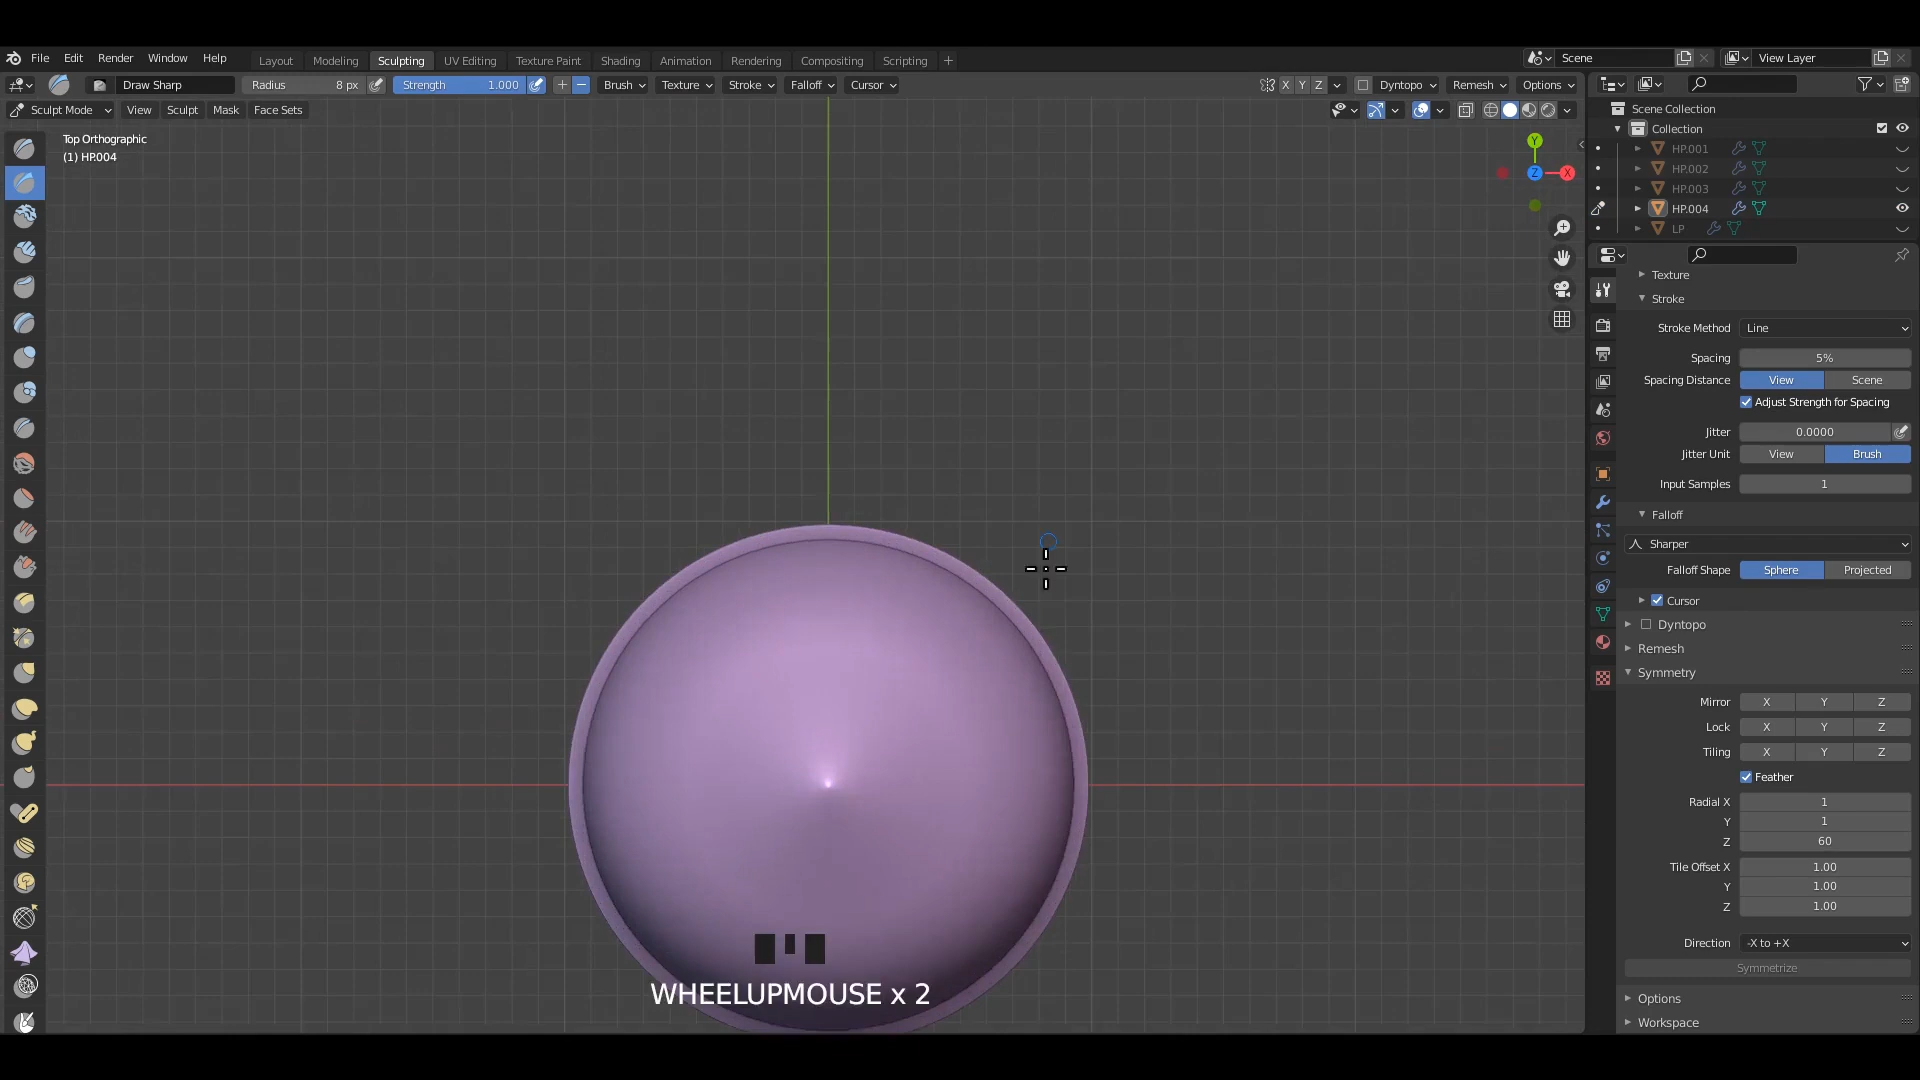 File Edit Render Window Help Layout Modeling Sculpting UV Editing Texture Paint Shading Animation Rendering Compositing Scripting + Scene View Layer
Draw Sharp Radius 8 px Strength 1.000 + − Brush Texture Stroke Falloff Cursor X Y Z Dyntopo Remesh Options
Sculpt Mode View Sculpt Mask Face Sets
Top Orthographic
(1) HP.004
Y
Z
X
Scene Collection
Collection
HP.001
HP.002
HP.003
HP.004
LP
Texture
Stroke
Stroke Method Line
Spacing 5%
Spacing Distance View Scene
Adjust Strength for Spacing
Jitter 0.0000
Jitter Unit View Brush
Input Samples 1
Falloff
Sharper
Falloff Shape Sphere Projected
Cursor
Dyntopo
Remesh
Symmetry
Mirror X Y Z
Lock X Y Z
Tiling X Y Z
Feather
Radial X 1
Y 1
Z 60
Tile Offset X 1.00
Y 1.00
Z 1.00
Direction -X to +X
Symmetrize
Options
Workspace
WHEELUPMOUSE x 2